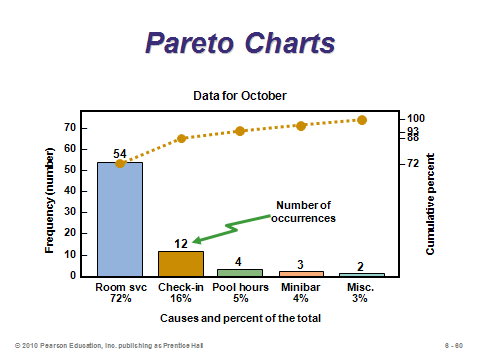 Pareto Charts
Data for October
Frequency (number)
70
60
50
40
30
20
10
0
54
12
4
3
2
Number of
occurrences
100
93
88
72
Cumulative percent
Room svc Check-in Pool hours Minibar Misc.
72% 16% 5% 4% 3%
Causes and percent of the total
© 2010 Pearson Education, Inc. publishing as Prentice Hall
6 - 60